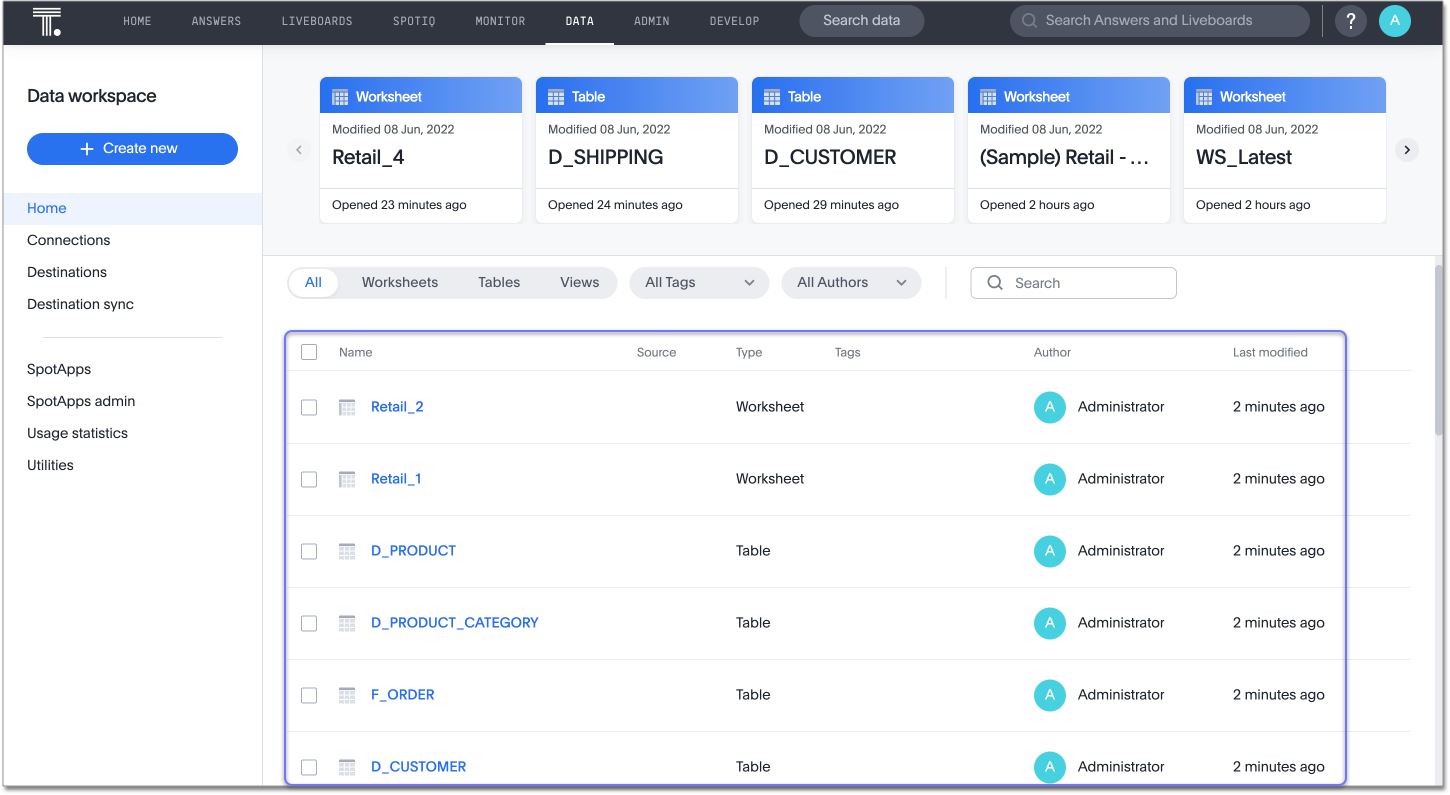 T. HOME ANSWERS LIVEBOARDS SPOTIQ MONITOR DATA ADMIN DEVELOP Search data Search Answers and Liveboards ? A
Data workspace
Create new
Home
Connections
Destinations
Destination sync
SpotApps
SpotApps admin
Usage statistics
Utilities
Worksheet
Modified 08 Jun, 2022
Retail_4
Opened 23 minutes ago
Table
Modified 08 Jun, 2022
D_SHIPPING
Opened 24 minutes ago
Table
Modified 08 Jun, 2022
D_CUSTOMER
Opened 29 minutes ago
Worksheet
Modified 08 Jun, 2022
(Sample) Retail - ...
Opened 2 hours ago
Worksheet
Modified 08 Jun, 2022
WS_Latest
Opened 2 hours ago
All Worksheets Tables Views All Tags All Authors Search
Name Source Type Tags Author Last modified
Retail_2 Worksheet A Administrator 2 minutes ago
Retail_1 Worksheet A Administrator 2 minutes ago
D_PRODUCT Table A Administrator 2 minutes ago
D_PRODUCT_CATEGORY Table A Administrator 2 minutes ago
F_ORDER Table A Administrator 2 minutes ago
D_CUSTOMER Table A Administrator 2 minutes ago